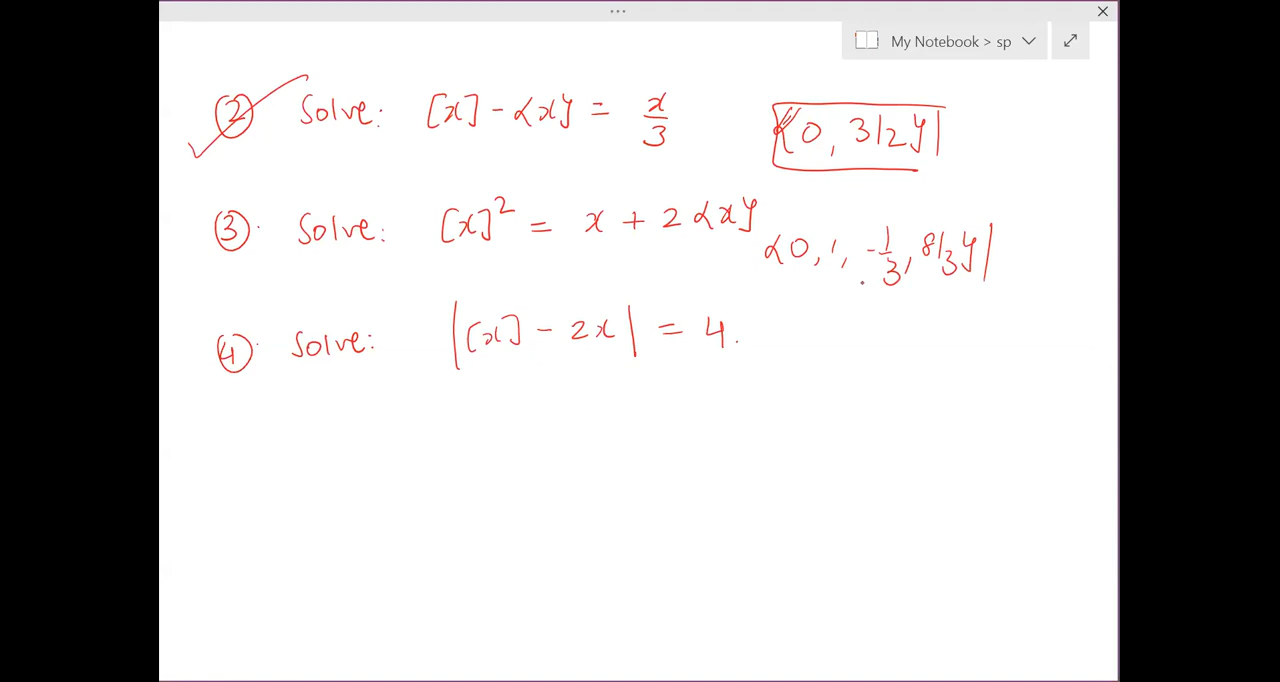 My Notebook > sp
② Solve: [x] - {x} = x/3 {0, 3/2}
③. Solve: [x]² = x + 2{x} {0, 1, -1/3, 8/3}
④. Solve: |[x] - 2x| = 4.